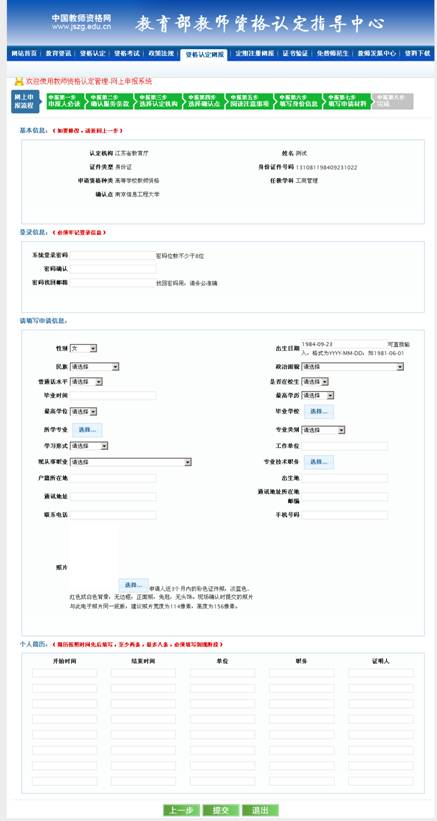 中国教师资格网
www.jszg.edu.cn
教育部教师资格认定指导中心
网站首页 教育资讯 资格认定 资格考试 政策法规 资格认定网报 定期注册网报 证书验证 免费师范生 教师发展中心 资料下载
欢迎使用教师资格认定管理-网上申报系统
网上申报流程
申报第一步 申报人必读
申报第二步 确认服务条款
申报第三步 选择认定机构
申报第四步 选择确认点
申报第五步 阅读注意事项
申报第六步 填写身份信息
申报第七步 填写申请材料
申报第八步 完成
基本信息：（ 如要修改，请返回上一步 ）
认定机构 江苏省教育厅 姓名 测试
证件类型 身份证 身份证件号码 131081198409231022
申请资格种类 高等学校教师资格 任教学科 工商管理
确认点 南京信息工程大学
登录信息：（ 必须牢记登录信息 ）
系统登录密码 密码位数不少于8位
密码确认
密码找回邮箱 找回密码用，请务必准确
请填写申请信息：
性别 女 出生日期 1984-09-23 可直接输
入，格式为YYYY-MM-DD：如1981-06-01
民族 请选择 政治面貌 请选择
普通话水平 请选择 是否在校生 请选择
毕业时间 最高学历 请选择
最高学位 请选择 毕业学校 选择...
所学专业 选择... 专业类别 请选择
学习形式 请选择 工作单位
现从事职业 请选择 专业技术职务 选择...
户籍所在地 出生地
通讯地址 通讯地址所在地
邮编
联系电话 手机号码
照片
选择... 申请人近3个月内的彩色证件照，淡蓝色、
红色或白色背景，无边框，正面照，免冠，无头饰。现场确认时提交的照片
与此电子照片同一底版，建议照片宽度为114像素，高度为156像素。
个人简历：（ 简历按照时间先后填写，至少两条，最多八条，必须填写到现阶段 ）
开始时间 结束时间 单位 职务 证明人
上一步 提交 退出